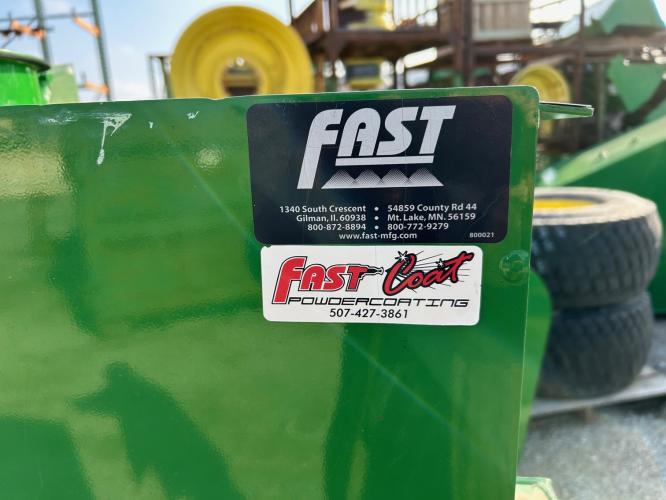 FAST
1340 South Crescent • 54859 County Rd 44
Gilman, Il. 60938 • Mt. Lake, MN. 56159
800-872-8894 • 800-772-9279
www.fast-mfg.com
800021
FAST Coat
POWDERCOATING
507-427-3861